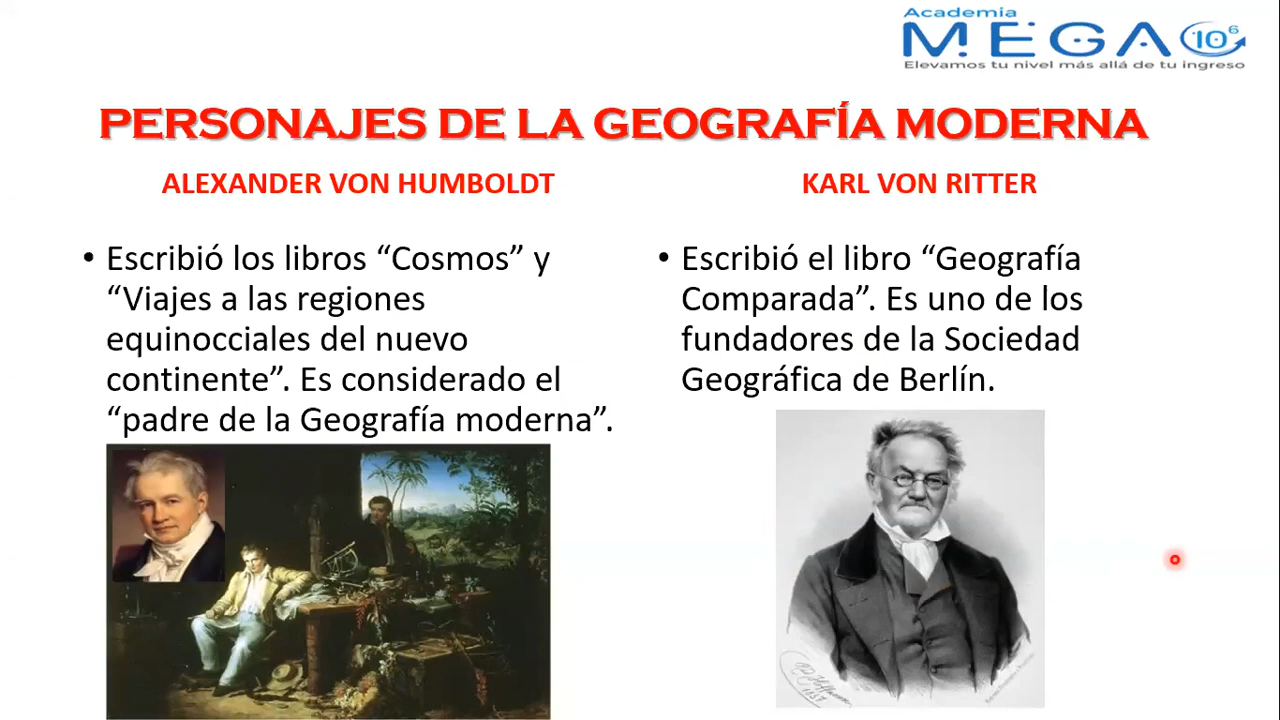 Academia
MEGA 10⁶
Elevamos tu nivel más allá de tu ingreso
PERSONAJES DE LA GEOGRAFÍA MODERNA
ALEXANDER VON HUMBOLDT
• Escribió los libros “Cosmos” y
“Viajes a las regiones
equinocciales del nuevo
continente”. Es considerado el
“padre de la Geografía moderna”.
KARL VON RITTER
• Escribió el libro “Geografía
Comparada”. Es uno de los
fundadores de la Sociedad
Geográfica de Berlín.
1857